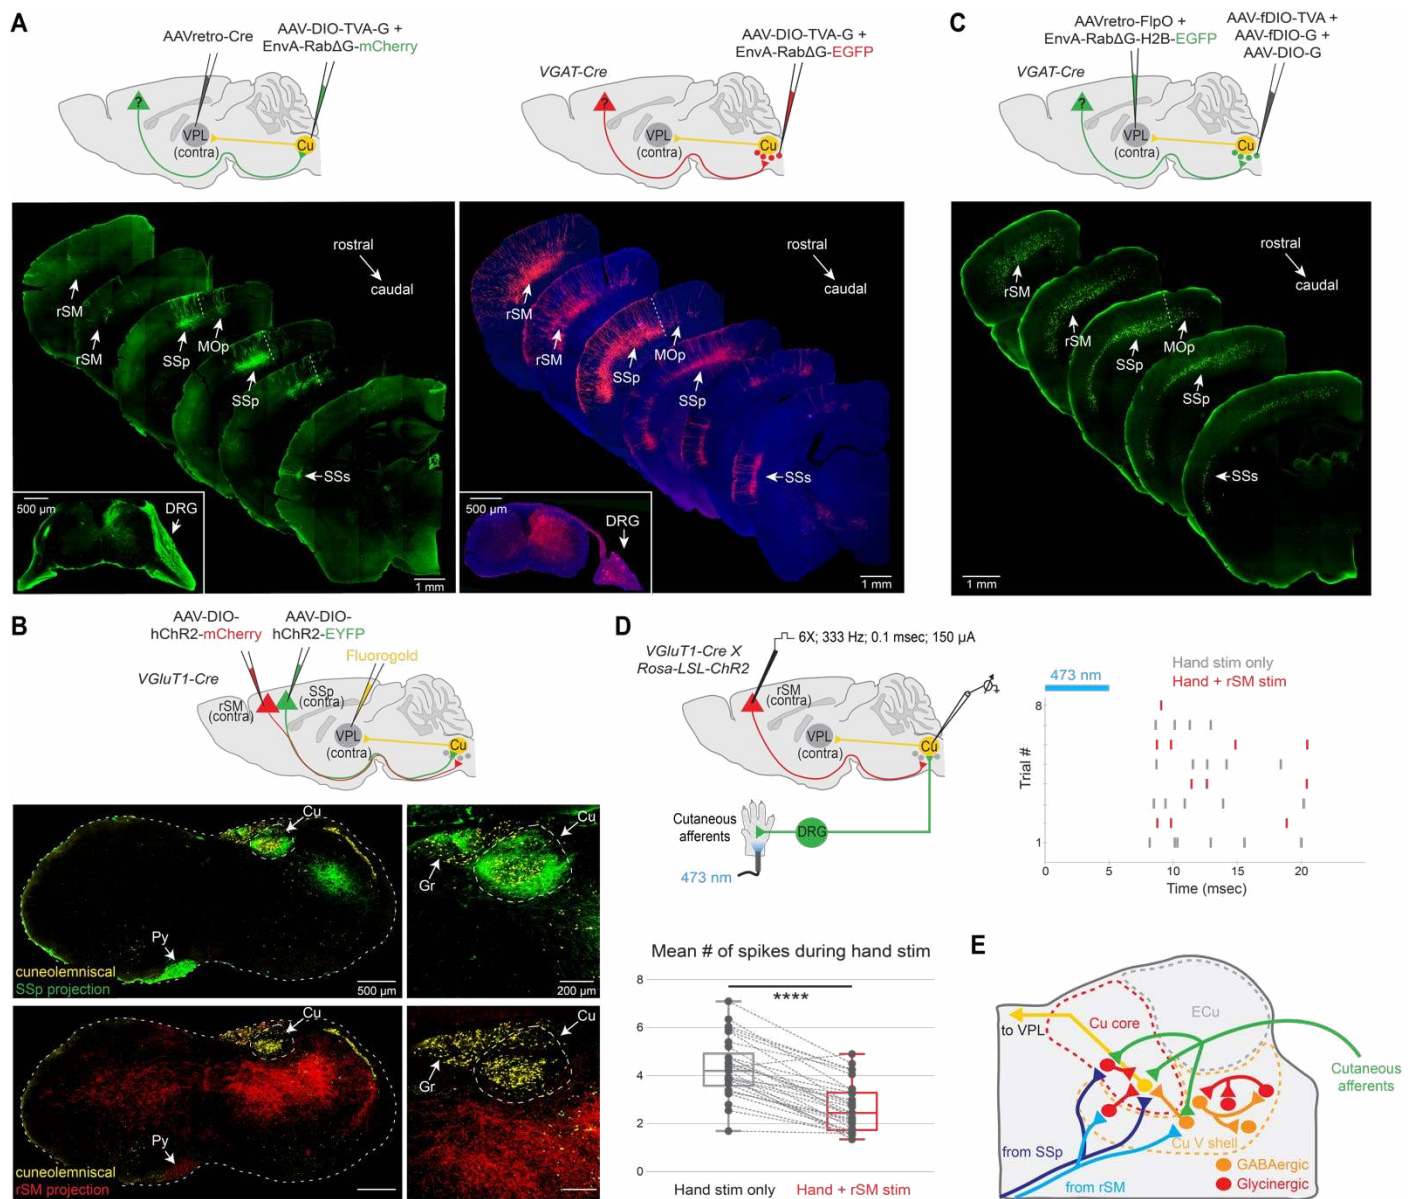 A
AAVretro-Cre
AAV-DIO-TVA-G +
EnvA-RabΔG-mCherry
?
VPL
(contra)
Cu
AAV-DIO-TVA-G +
EnvA-RabΔG-EGFP
VGAT-Cre
?
VPL
(contra)
Cu
rostral
caudal
rSM
rSM
SSp
MOp
SSp
SSs
500 µm
DRG
1 mm
rostral
caudal
rSM
rSM
SSp
MOp
SSp
SSs
500 µm
DRG
1 mm
C
AAVretro-FlpO +
EnvA-RabΔG-H2B-EGFP
AAV-fDIO-TVA +
AAV-fDIO-G +
AAV-DIO-G
VGAT-Cre
?
VPL
(contra)
Cu
rostral
caudal
rSM
rSM
SSp
MOp
SSp
SSs
1 mm
B
AAV-DIO-
hChR2-mCherry
AAV-DIO-
hChR2-EYFP
Fluorogold
VGluT1-Cre
rSM
(contra)
SSp
(contra)
VPL
(contra)
Cu
Cu
Py
cuneolemniscal
SSp projection
500 µm
Cu
Gr
200 µm
Cu
Py
cuneolemniscal
rSM projection
Cu
Gr
D
VGluT1-Cre X
Rosa-LSL-ChR2
6X; 333 Hz; 0.1 msec; 150 µA
rSM
(contra)
VPL
(contra)
Cu
Cutaneous
afferents
DRG
473 nm
Hand stim only
Hand + rSM stim
473 nm
8
Trial #
1
0
5
10
15
20
Time (msec)
Mean # of spikes during hand stim
8
****
6
4
2
0
Hand stim only
Hand + rSM stim
E
ECu
to VPL
Cu core
Cutaneous
afferents
Cu V shell
from SSp
from rSM
GABAergic
Glycinergic